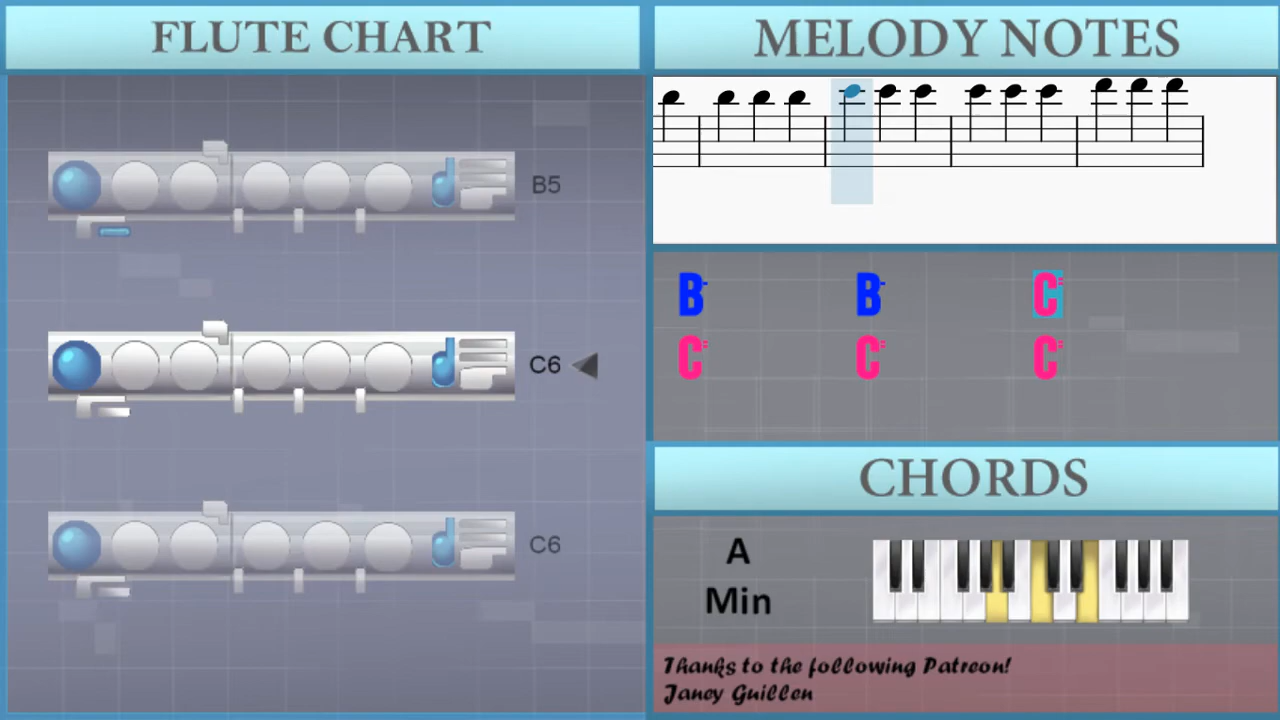 FLUTE CHART
B5
C6
C6
MELODY NOTES
B B C
C C C
CHORDS
A
Min
Thanks to the following Patreon!
Janey Guillen